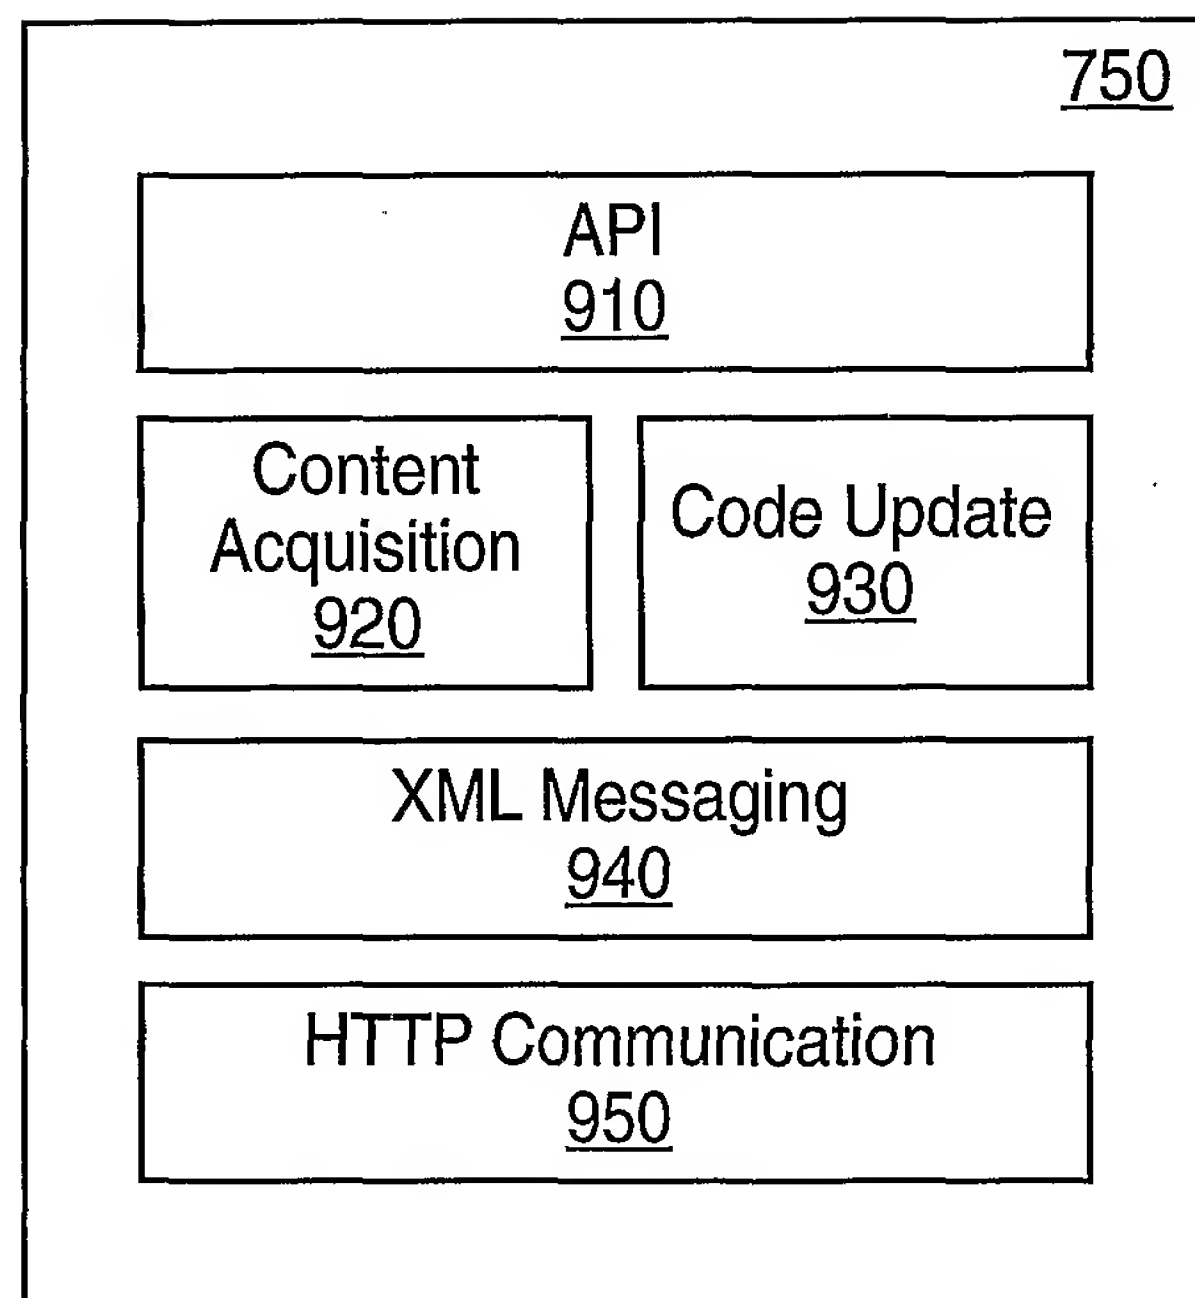 750
API
910
Content
Acquisition
920
Code Update
930
XML Messaging
940
HTTP Communication
950